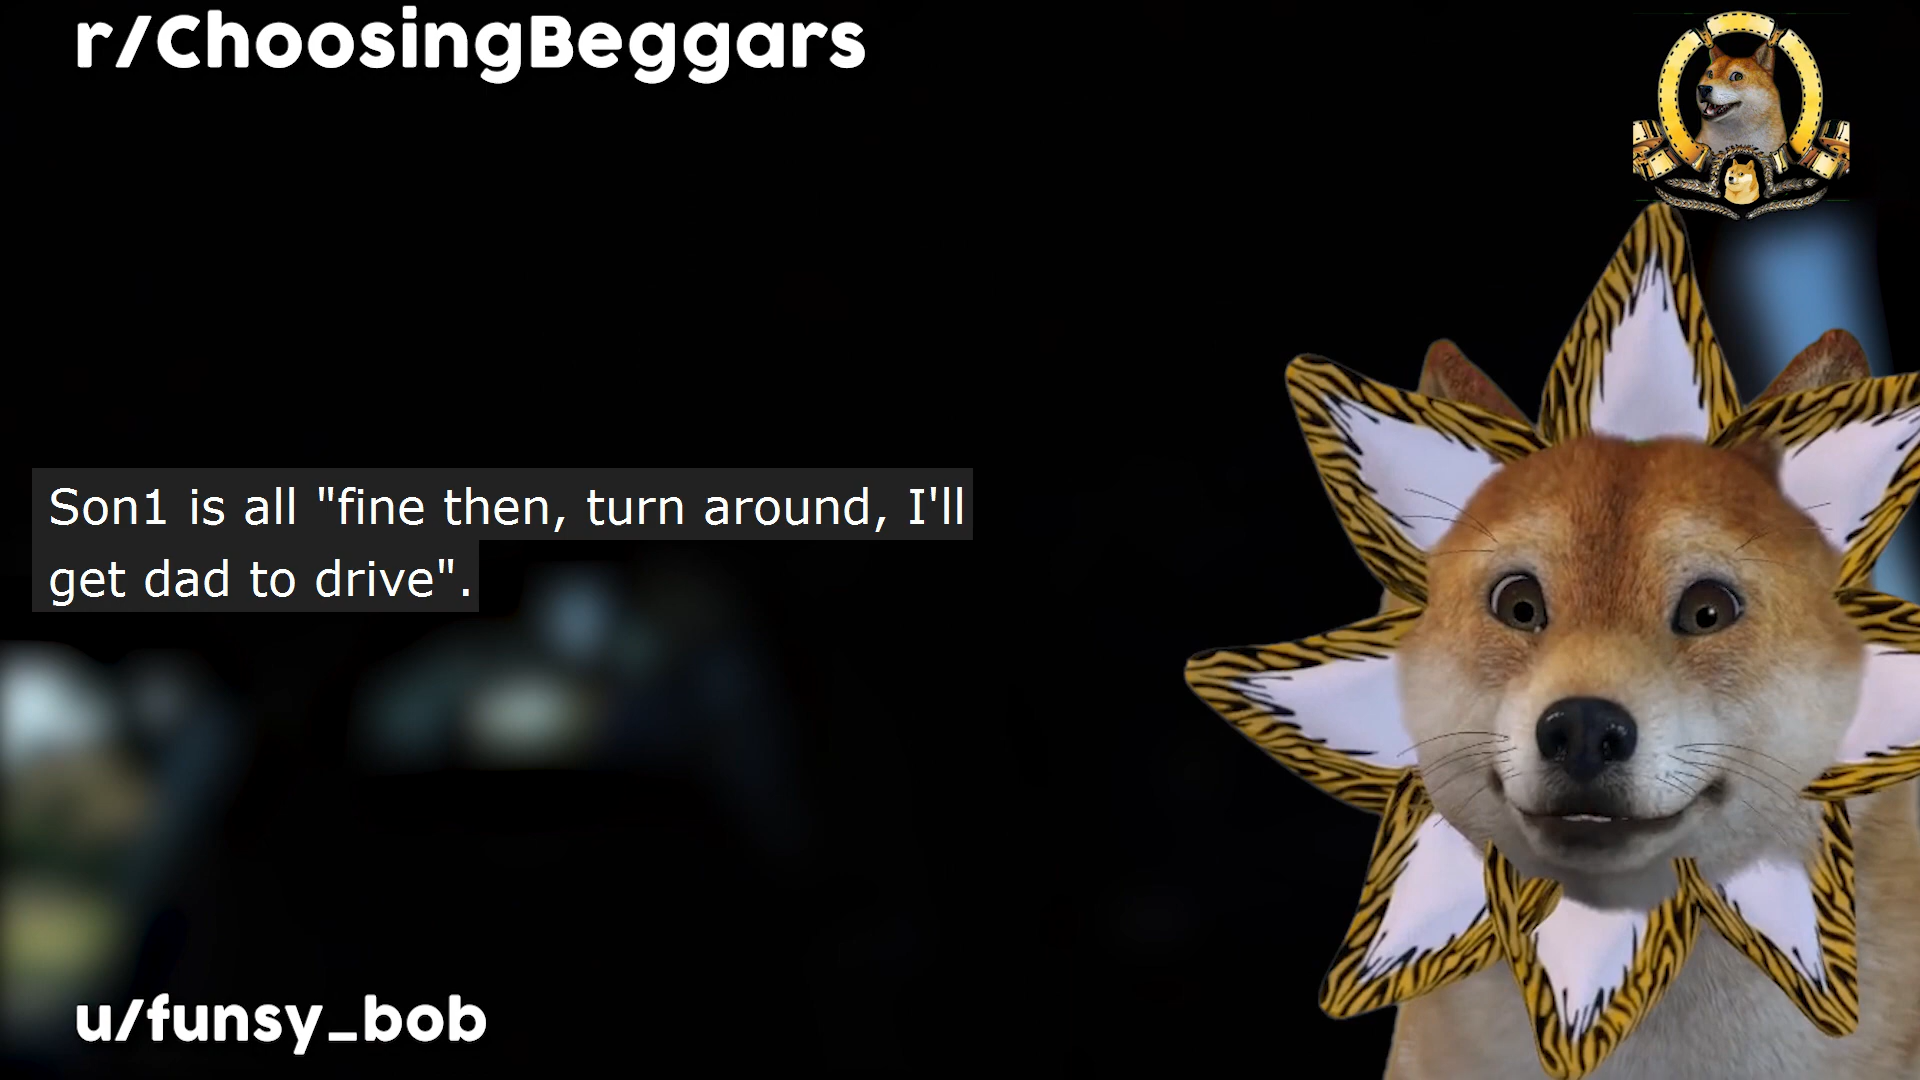 r/ChoosingBeggars
Son1 is all "fine then, turn around, I'll
get dad to drive".
u/funsy_bob